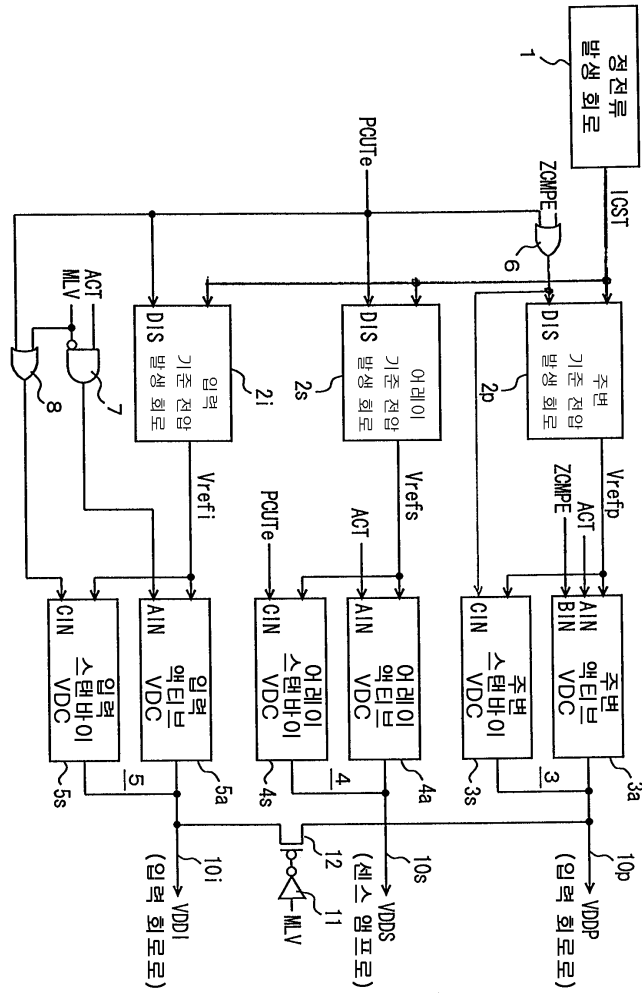 정전류
발생 회로
1
ICST
PCUTe
ZCMPE
6
DIS
주변
기준 전압
발생 회로
2p
Vrefp
ACT
ZCMPE
AIN
BIN
주변
액티브
VDC
3a
3
CIN
주변
스탠바이
VDC
3s
10p
VDDP
(입력 회로로)
DIS
어레이
기준 전압
발생 회로
2s
Vrefs
ACT
PCUTe
AIN
어레이
액티브
VDC
4a
4
CIN
어레이
스탠바이
VDC
4s
10s
VDDS
(센스 앰프로)
12
11
MLV
ACT
MLV
7
8
DIS
입력
기준 전압
발생 회로
2i
Vrefi
AIN
입력
액티브
VDC
5a
5
CIN
입력
스탠바이
VDC
5s
10i
VDDI
(입력 회로로)